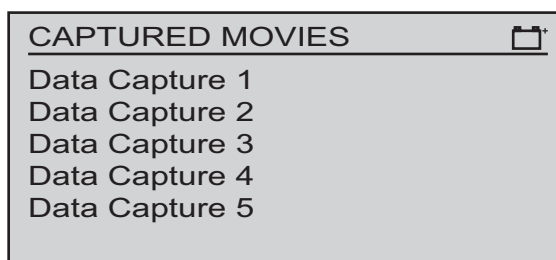 CAPTURED MOVIES
Data Capture 1
Data Capture 2
Data Capture 3
Data Capture 4
Data Capture 5